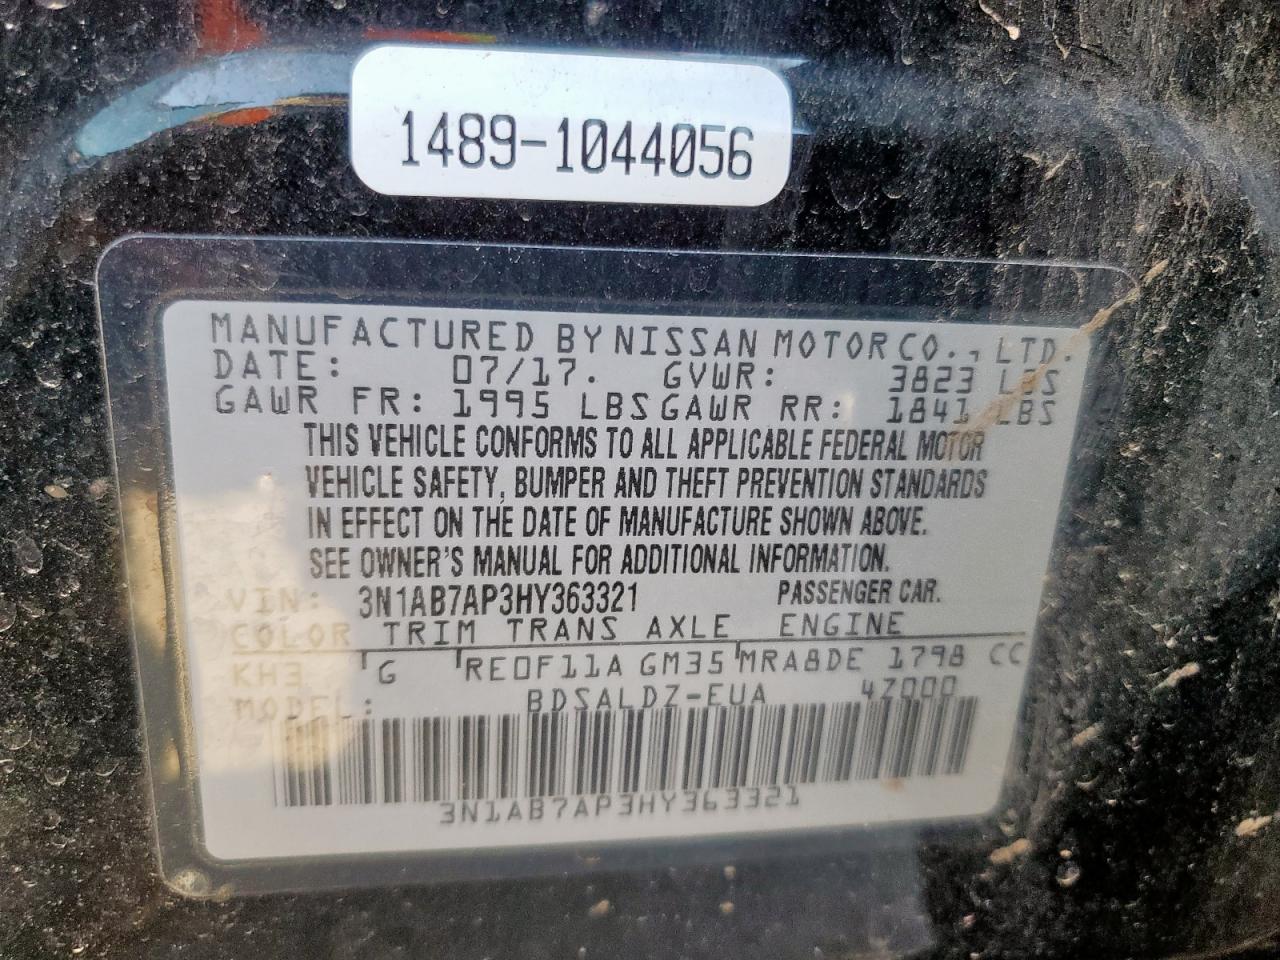 1489-1044056
MANUFACTURED BY NISSAN MOTOR CO., LTD.
DATE: 07/17. GVWR: 3823 LBS
GAWR FR: 1995 LBS GAWR RR: 1841 LBS
THIS VEHICLE CONFORMS TO ALL APPLICABLE FEDERAL MOTOR
VEHICLE SAFETY, BUMPER AND THEFT PREVENTION STANDARDS
IN EFFECT ON THE DATE OF MANUFACTURE SHOWN ABOVE.
SEE OWNER'S MANUAL FOR ADDITIONAL INFORMATION.
VIN: 3N1AB7AP3HY363321 PASSENGER CAR.
COLOR TRIM TRANS AXLE ENGINE
KH3 G RE0F11A GM35 MRA8DE 1798 CC
MODEL: BDSALDZ-EUA 4Z000
3N1AB7AP3HY363321